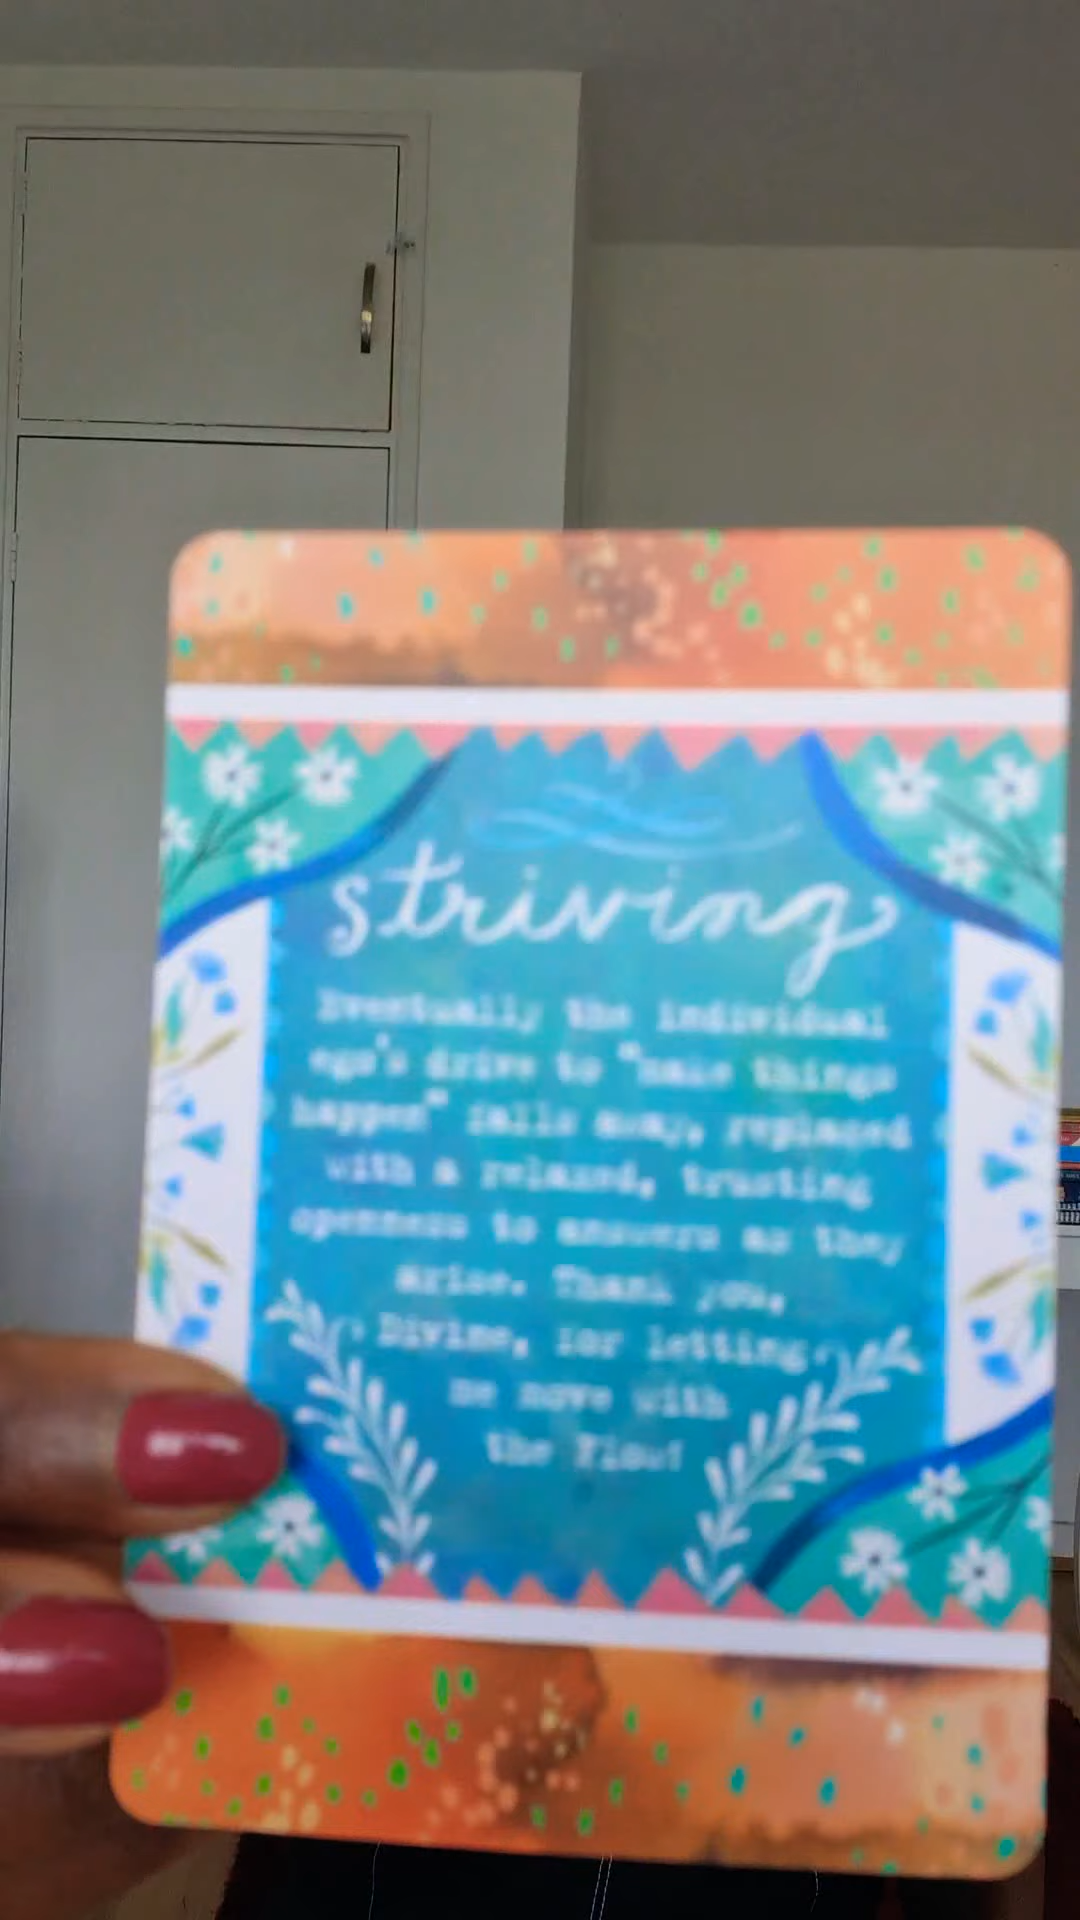 striving
Eventually the individual
ego's drive to "make things
happen" falls away, replaced
with a relaxed, trusting
openness to answers as they
arise. Thank you,
Divine, for letting
me move with
the Flow!